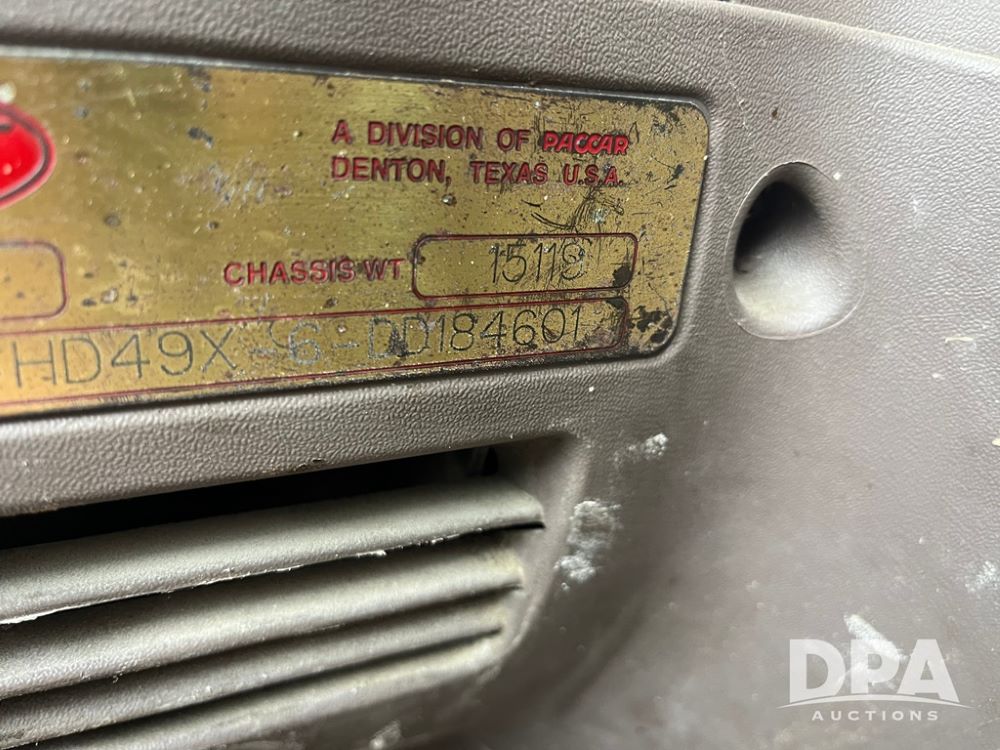 A DIVISION OF PACCAR
DENTON, TEXAS U.S.A.
CHASSIS WT 15119
HD49X-6-DD184601
DPA
AUCTIONS